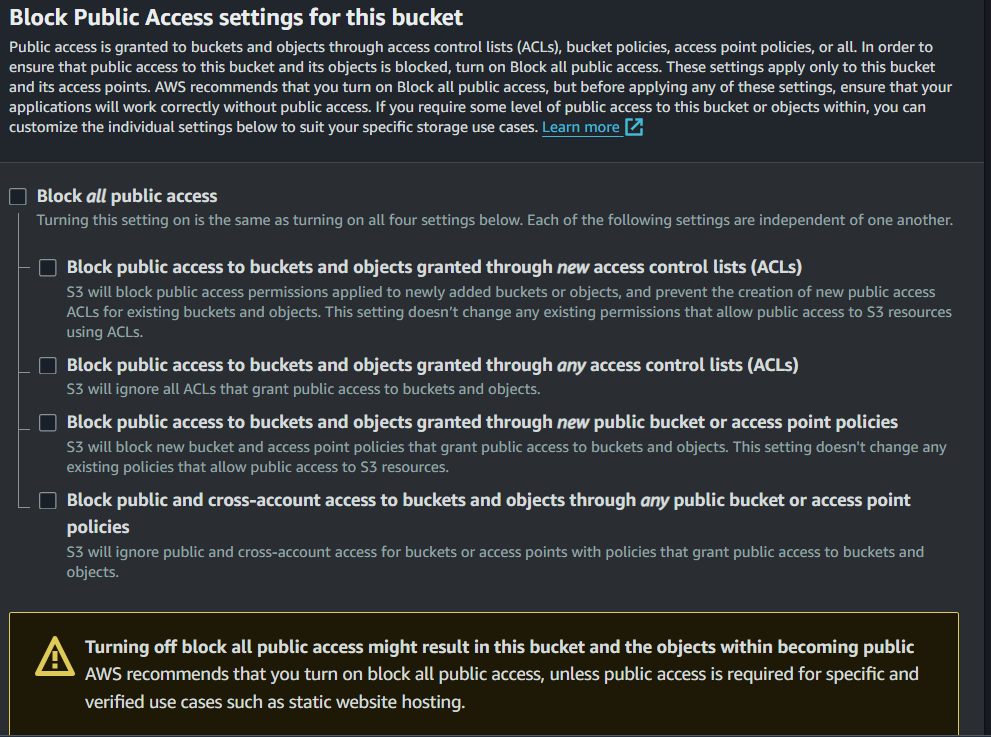 Block Public Access settings for this bucket
Public access is granted to buckets and objects through access control lists (ACLs), bucket policies, access point policies, or all. In order to
ensure that public access to this bucket and its objects is blocked, turn on Block all public access. These settings apply only to this bucket
and its access points. AWS recommends that you turn on Block all public access, but before applying any of these settings, ensure that your
applications will work correctly without public access. If you require some level of public access to this bucket or objects within, you can
customize the individual settings below to suit your specific storage use cases. Learn more
Block all public access
Turning this setting on is the same as turning on all four settings below. Each of the following settings are independent of one another.
Block public access to buckets and objects granted through new access control lists (ACLs)
S3 will block public access permissions applied to newly added buckets or objects, and prevent the creation of new public access
ACLs for existing buckets and objects. This setting doesn't change any existing permissions that allow public access to S3 resources
using ACLs.
Block public access to buckets and objects granted through any access control lists (ACLs)
S3 will ignore all ACLs that grant public access to buckets and objects.
Block public access to buckets and objects granted through new public bucket or access point policies
S3 will block new bucket and access point policies that grant public access to buckets and objects. This setting doesn't change any
existing policies that allow public access to S3 resources.
Block public and cross-account access to buckets and objects through any public bucket or access point
policies
S3 will ignore public and cross-account access for buckets or access points with policies that grant public access to buckets and
objects.
Turning off block all public access might result in this bucket and the objects within becoming public
AWS recommends that you turn on block all public access, unless public access is required for specific and
verified use cases such as static website hosting.